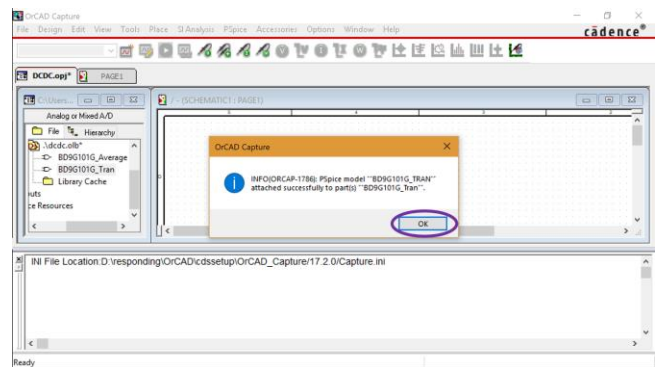 OrCAD Capture
File Design Edit View Tools Place SI Analysis PSpice Accessories Options Window Help
cādence®
DCDC.opj* PAGE1
C:\Users...
/ - (SCHEMATIC1 : PAGE1)
Analog or Mixed A/D
File Hierarchy
.\dcdc.olb*
BD9G101G_Average
BD9G101G_Tran
Library Cache
uts
ce Resources
OrCAD Capture
INFO(ORCAP-1786): PSpice model ""BD9G101G_TRAN""
attached successfully to part(s) ""BD9G101G_Tran"".
OK
INI File Location:D:\responding\OrCAD\cdssetup\OrCAD_Capture/17.2.0/Capture.ini
Ready